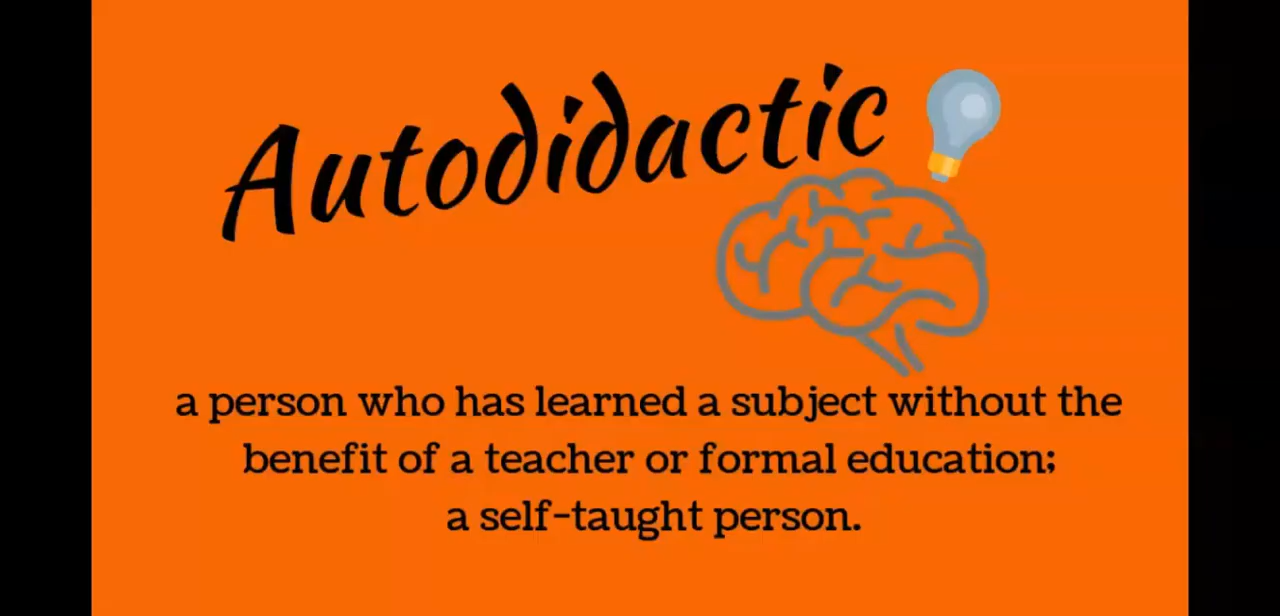 Autodidactic
a person who has learned a subject without the
benefit of a teacher or formal education;
a self-taught person.